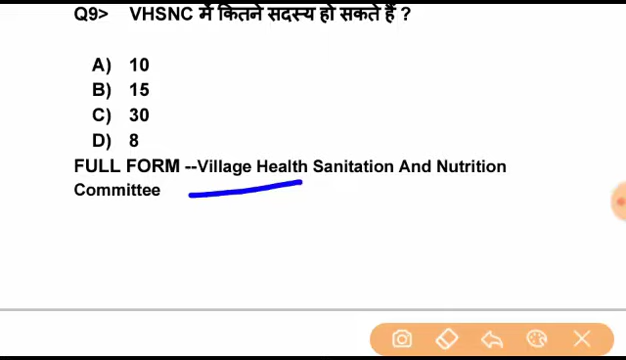 Q9> VHSNC में कितने सदस्य हो सकते हैं ?
A) 10
B) 15
C) 30
D) 8
FULL FORM --Village Health Sanitation And Nutrition
Committee